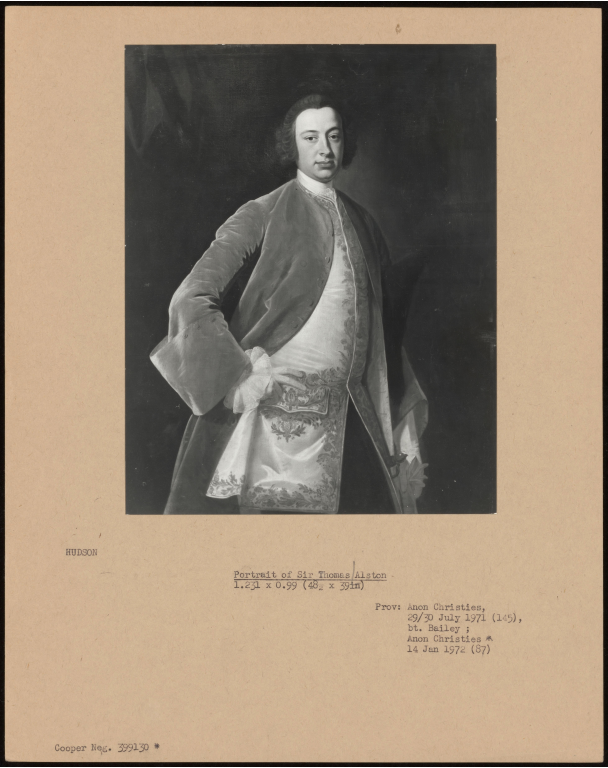 HUDSON
Portrait of Sir Thomas/Alston
1.231 x 0.99 (48½ x 39in)
Prov: Anon Christies,
29/30 July 1971 (145),
bt. Bailey ;
Anon Christies *
14 Jan 1972 (87)
Cooper Neg. 399130 *